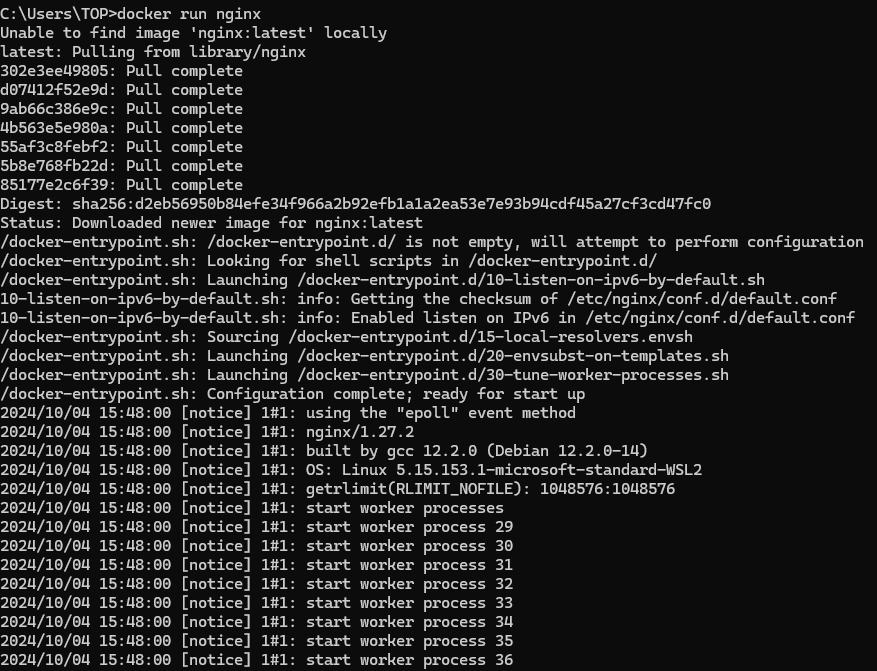 C:\Users\TOP>docker run nginx
Unable to find image 'nginx:latest' locally
latest: Pulling from library/nginx
302e3ee49805: Pull complete
d07412f52e9d: Pull complete
9ab66c386e9c: Pull complete
4b563e5e980a: Pull complete
55af3c8febf2: Pull complete
5b8e768fb22d: Pull complete
85177e2c6f39: Pull complete
Digest: sha256:d2eb56950b84efe34f966a2b92efb1a1a2ea53e7e93b94cdf45a27cf3cd47fc0
Status: Downloaded newer image for nginx:latest
/docker-entrypoint.sh: /docker-entrypoint.d/ is not empty, will attempt to perform configuration
/docker-entrypoint.sh: Looking for shell scripts in /docker-entrypoint.d/
/docker-entrypoint.sh: Launching /docker-entrypoint.d/10-listen-on-ipv6-by-default.sh
10-listen-on-ipv6-by-default.sh: info: Getting the checksum of /etc/nginx/conf.d/default.conf
10-listen-on-ipv6-by-default.sh: info: Enabled listen on IPv6 in /etc/nginx/conf.d/default.conf
/docker-entrypoint.sh: Sourcing /docker-entrypoint.d/15-local-resolvers.envsh
/docker-entrypoint.sh: Launching /docker-entrypoint.d/20-envsubst-on-templates.sh
/docker-entrypoint.sh: Launching /docker-entrypoint.d/30-tune-worker-processes.sh
/docker-entrypoint.sh: Configuration complete; ready for start up
2024/10/04 15:48:00 [notice] 1#1: using the "epoll" event method
2024/10/04 15:48:00 [notice] 1#1: nginx/1.27.2
2024/10/04 15:48:00 [notice] 1#1: built by gcc 12.2.0 (Debian 12.2.0-14)
2024/10/04 15:48:00 [notice] 1#1: OS: Linux 5.15.153.1-microsoft-standard-WSL2
2024/10/04 15:48:00 [notice] 1#1: getrlimit(RLIMIT_NOFILE): 1048576:1048576
2024/10/04 15:48:00 [notice] 1#1: start worker processes
2024/10/04 15:48:00 [notice] 1#1: start worker process 29
2024/10/04 15:48:00 [notice] 1#1: start worker process 30
2024/10/04 15:48:00 [notice] 1#1: start worker process 31
2024/10/04 15:48:00 [notice] 1#1: start worker process 32
2024/10/04 15:48:00 [notice] 1#1: start worker process 33
2024/10/04 15:48:00 [notice] 1#1: start worker process 34
2024/10/04 15:48:00 [notice] 1#1: start worker process 35
2024/10/04 15:48:00 [notice] 1#1: start worker process 36